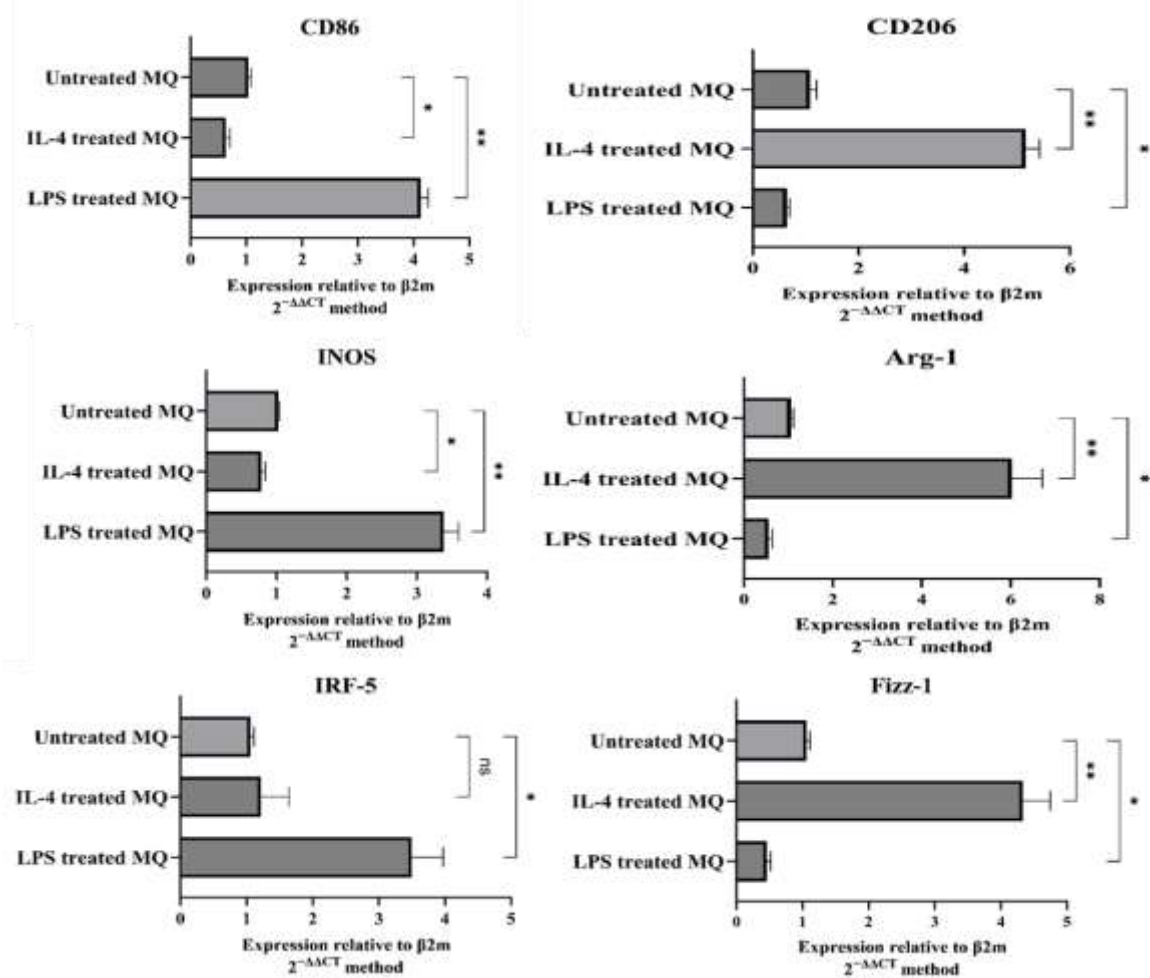 CD86
Untreated MQ
IL-4 treated MQ
LPS treated MQ
*
**
0 1 2 3 4 5
Expression relative to β2m
2−ΔΔCT method
CD206
Untreated MQ
IL-4 treated MQ
LPS treated MQ
**
*
0 2 4 6
Expression relative to β2m
2−ΔΔCT method
INOS
Untreated MQ
IL-4 treated MQ
LPS treated MQ
*
**
0 1 2 3 4
Expression relative to β2m
2−ΔΔCT method
Arg-1
Untreated MQ
IL-4 treated MQ
LPS treated MQ
**
*
0 2 4 6 8
Expression relative to β2m
2−ΔΔCT method
IRF-5
Untreated MQ
IL-4 treated MQ
LPS treated MQ
ns
*
0 1 2 3 4 5
Expression relative to β2m
2−ΔΔCT method
Fizz-1
Untreated MQ
IL-4 treated MQ
LPS treated MQ
**
*
0 1 2 3 4 5
Expression relative to β2m
2−ΔΔCT method